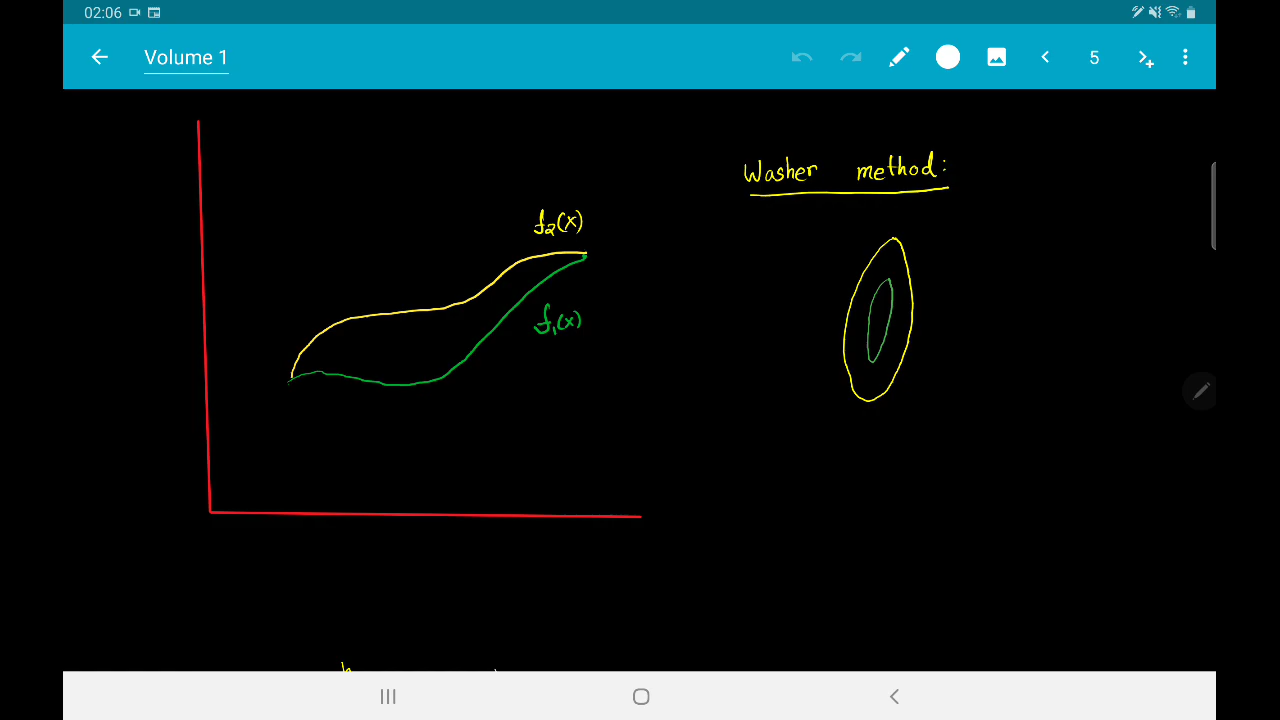 02:06
Volume 1
5
Washer method:
f₂(x)
f₁(x)